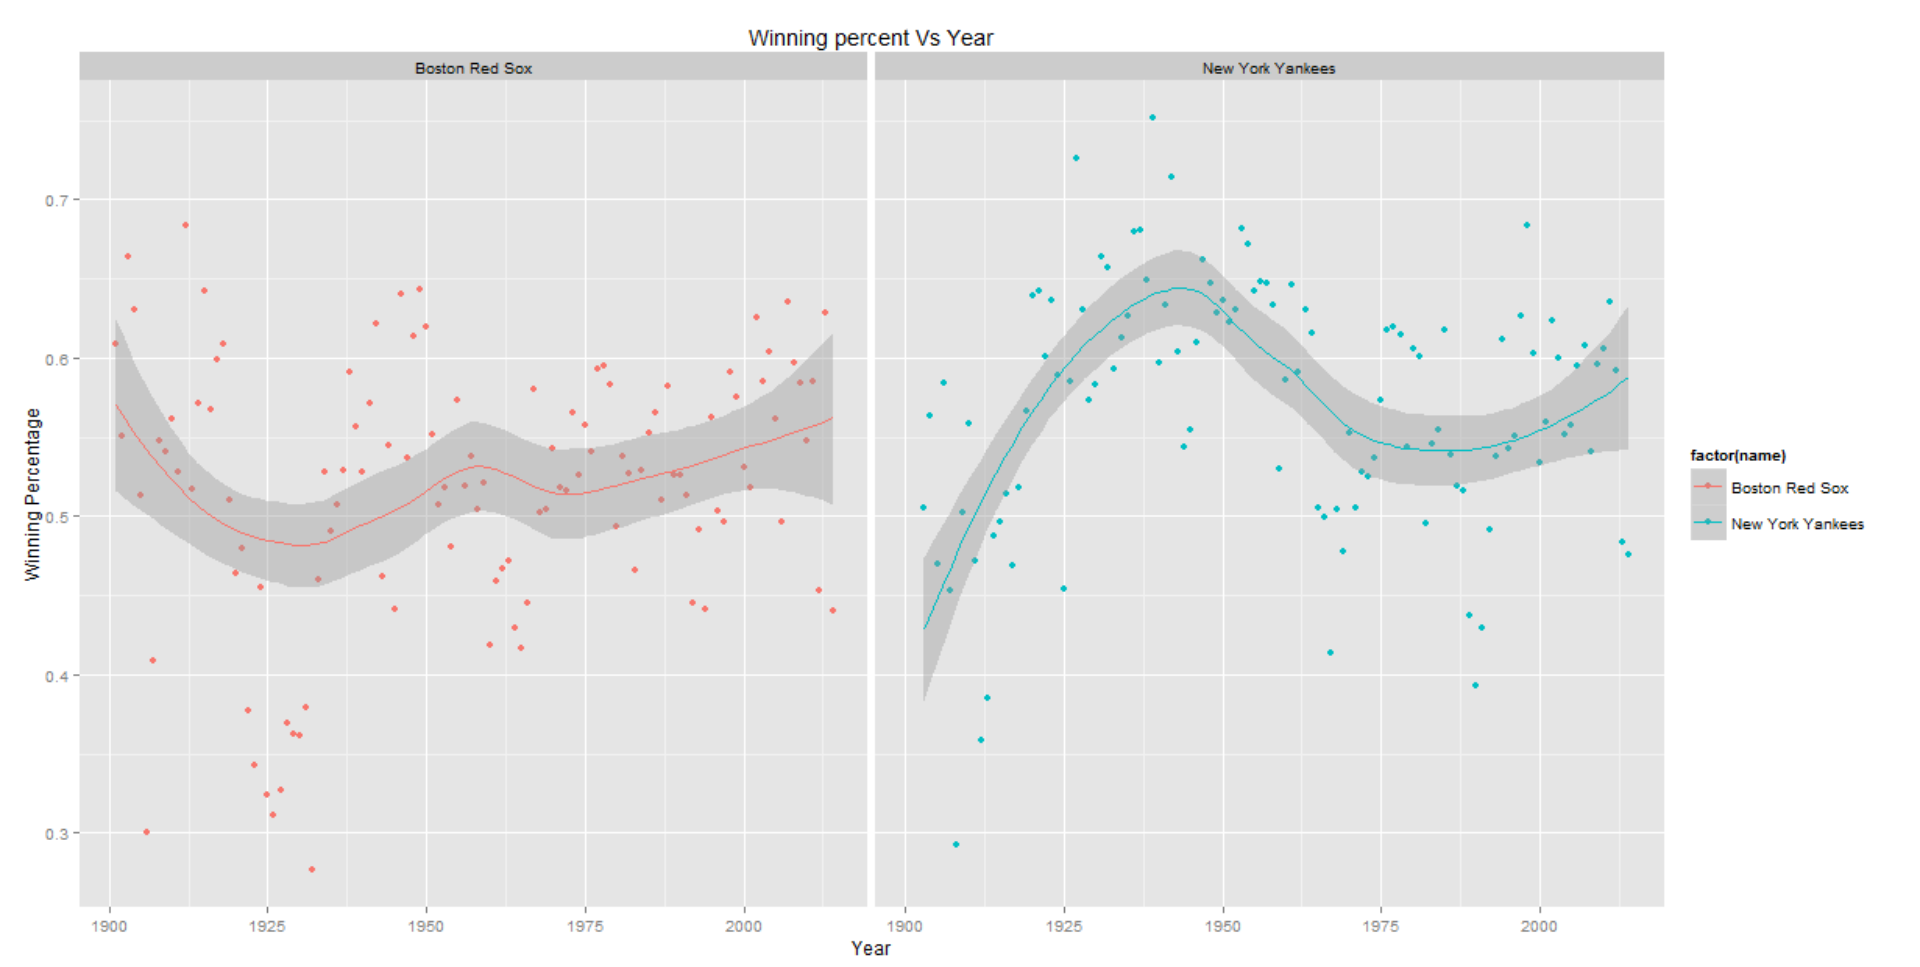 Winning percent Vs Year
Boston Red Sox
New York Yankees
Winning Percentage
0.7
0.6
0.5
0.4
0.3
1900 1925 1950 1975 2000
1900 1925 1950 1975 2000
Year
factor(name)
Boston Red Sox
New York Yankees